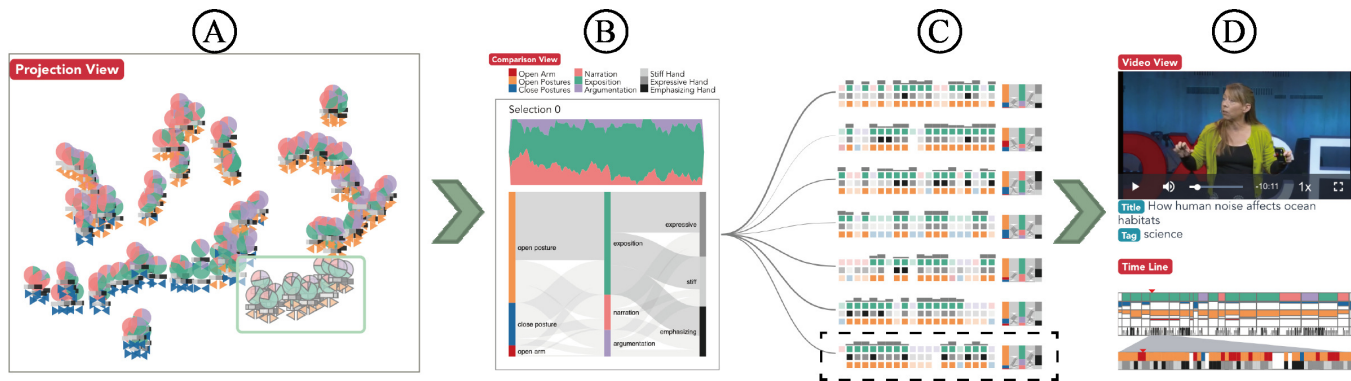 A
B
C
D
Projection View
Comparison View
Open Arm
Open Postures
Close Postures
Narration
Exposition
Argumentation
Stiff Hand
Expressive Hand
Emphasizing Hand
Selection 0
open posture
close posture
open arm
exposition
narration
argumentation
expressive
stiff
emphasizing
Video View
-10:11
1x
Title How human noise affects ocean
habitats
Tag science
Time Line